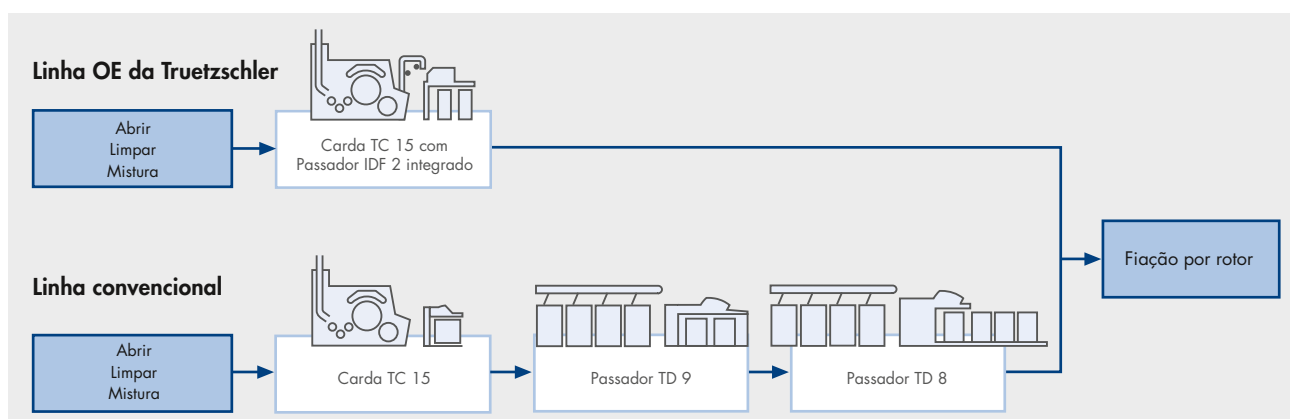 Linha OE da Truetzschler
Abrir
Limpar
Mistura
Carda TC 15 com
Passador IDF 2 integrado
Fiação por rotor
Linha convencional
Abrir
Limpar
Mistura
Carda TC 15
Passador TD 9
Passador TD 8